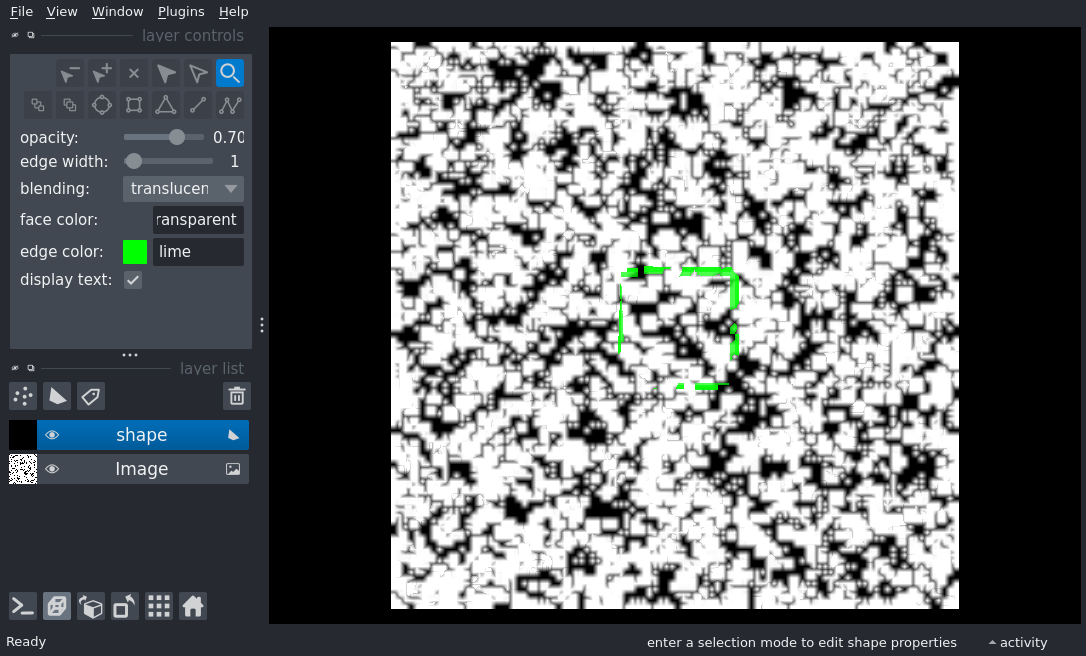 File View Window Plugins Help
layer controls
opacity: 0.70
edge width: 1
blending: translucen
face color: ransparent
edge color: lime
display text:
layer list
shape
Image
Ready
enter a selection mode to edit shape properties
activity